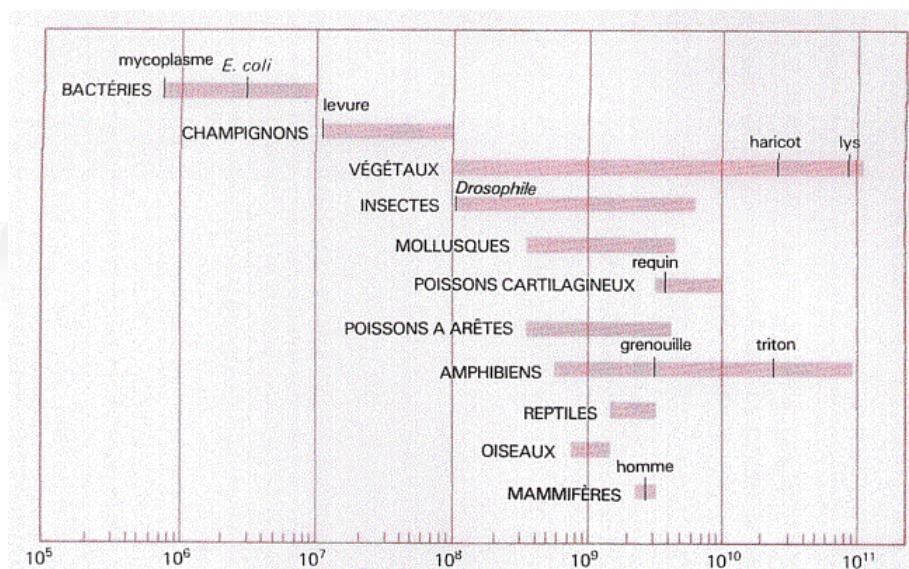 mycoplasme E. coli
BACTÉRIES
levure
CHAMPIGNONS
haricot lys
VÉGÉTAUX
Drosophile
INSECTES
MOLLUSQUES
requin
POISSONS CARTILAGINEUX
POISSONS A ARÊTES
grenouille triton
AMPHIBIENS
REPTILES
OISEAUX
homme
MAMMIFÈRES
10⁵ 10⁶ 10⁷ 10⁸ 10⁹ 10¹⁰ 10¹¹